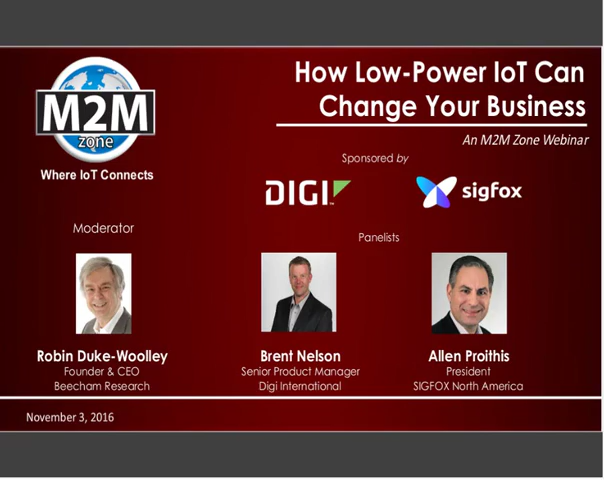 How Low-Power IoT Can
Change Your Business
An M2M Zone Webinar
M2M
zone
Where IoT Connects
Sponsored by
DIGI
sigfox
Moderator
Panelists
Robin Duke-Woolley
Founder & CEO
Beecham Research
Brent Nelson
Senior Product Manager
Digi International
Allen Proithis
President
SIGFOX North America
November 3, 2016